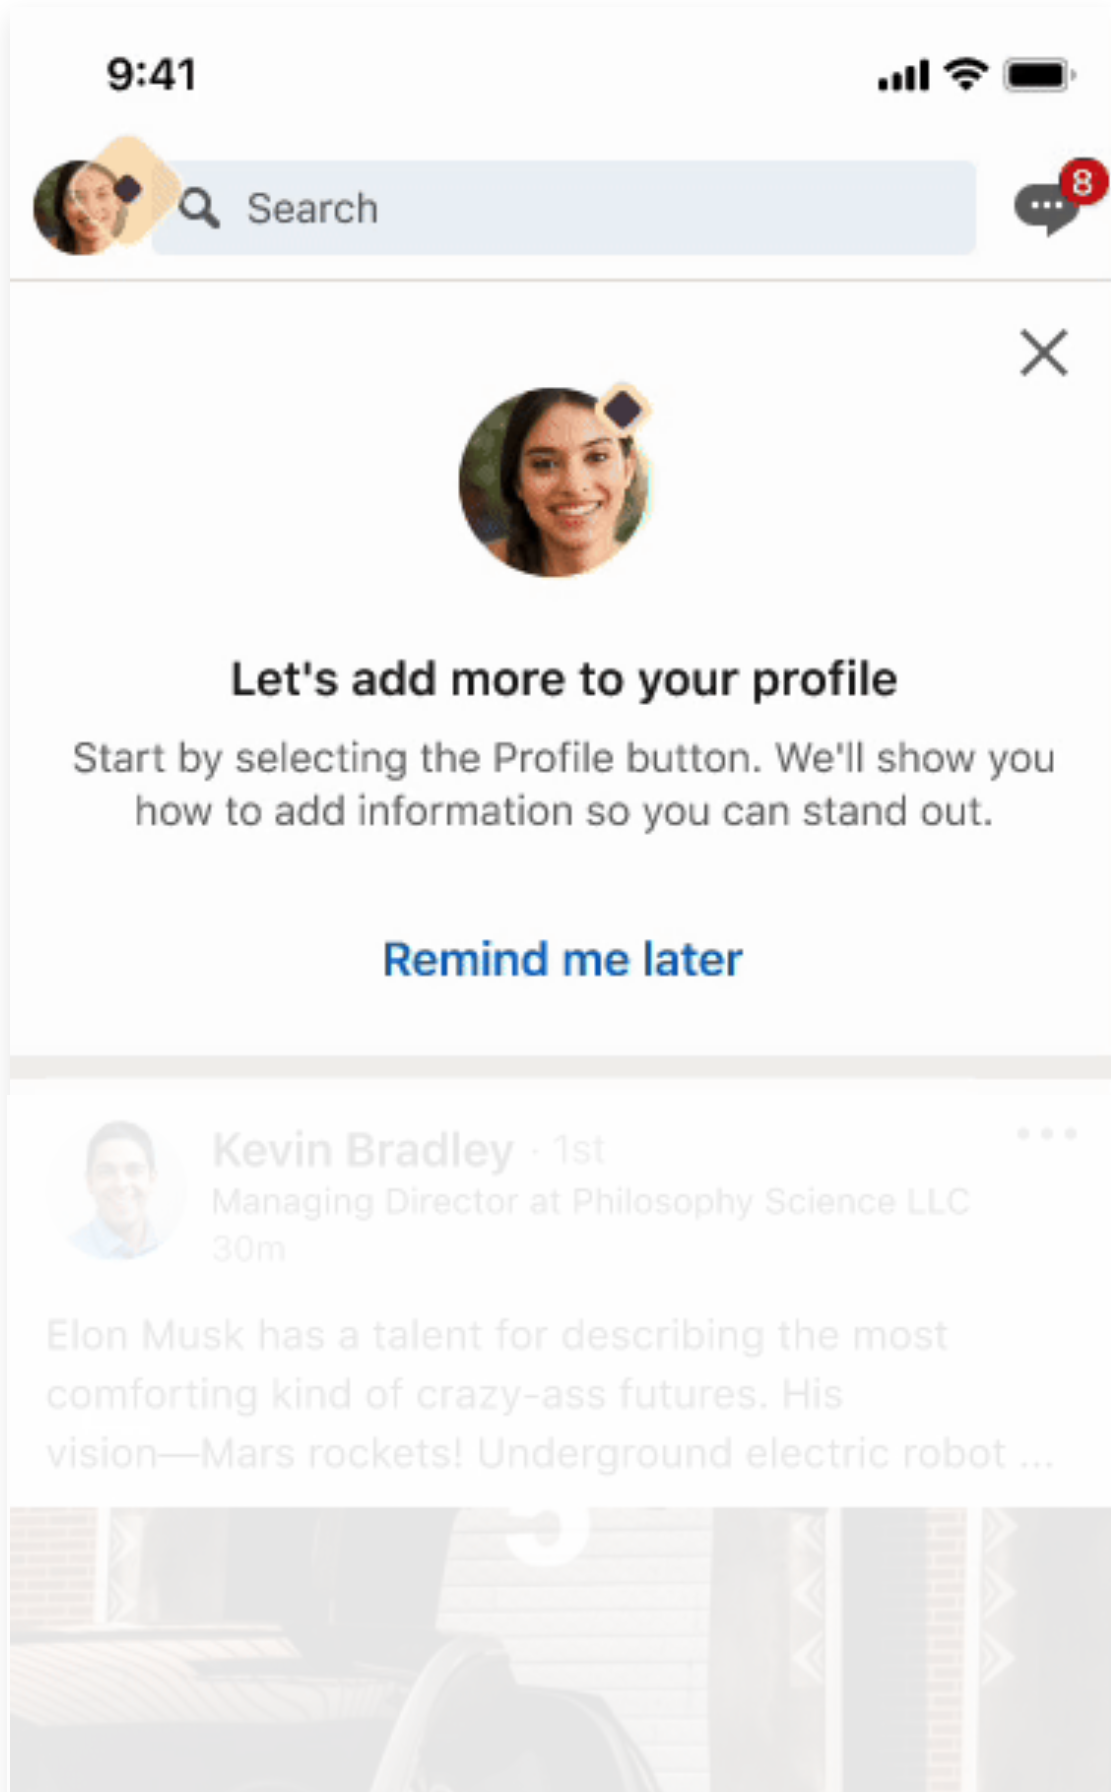 9:41
Search
8
Let's add more to your profile
Start by selecting the Profile button. We'll show you
how to add information so you can stand out.
Remind me later
Kevin Bradley · 1st
Managing Director at Philosophy Science LLC
30m
Elon Musk has a talent for describing the most
comforting kind of crazy-ass futures. His
vision—Mars rockets! Underground electric robot ...
5